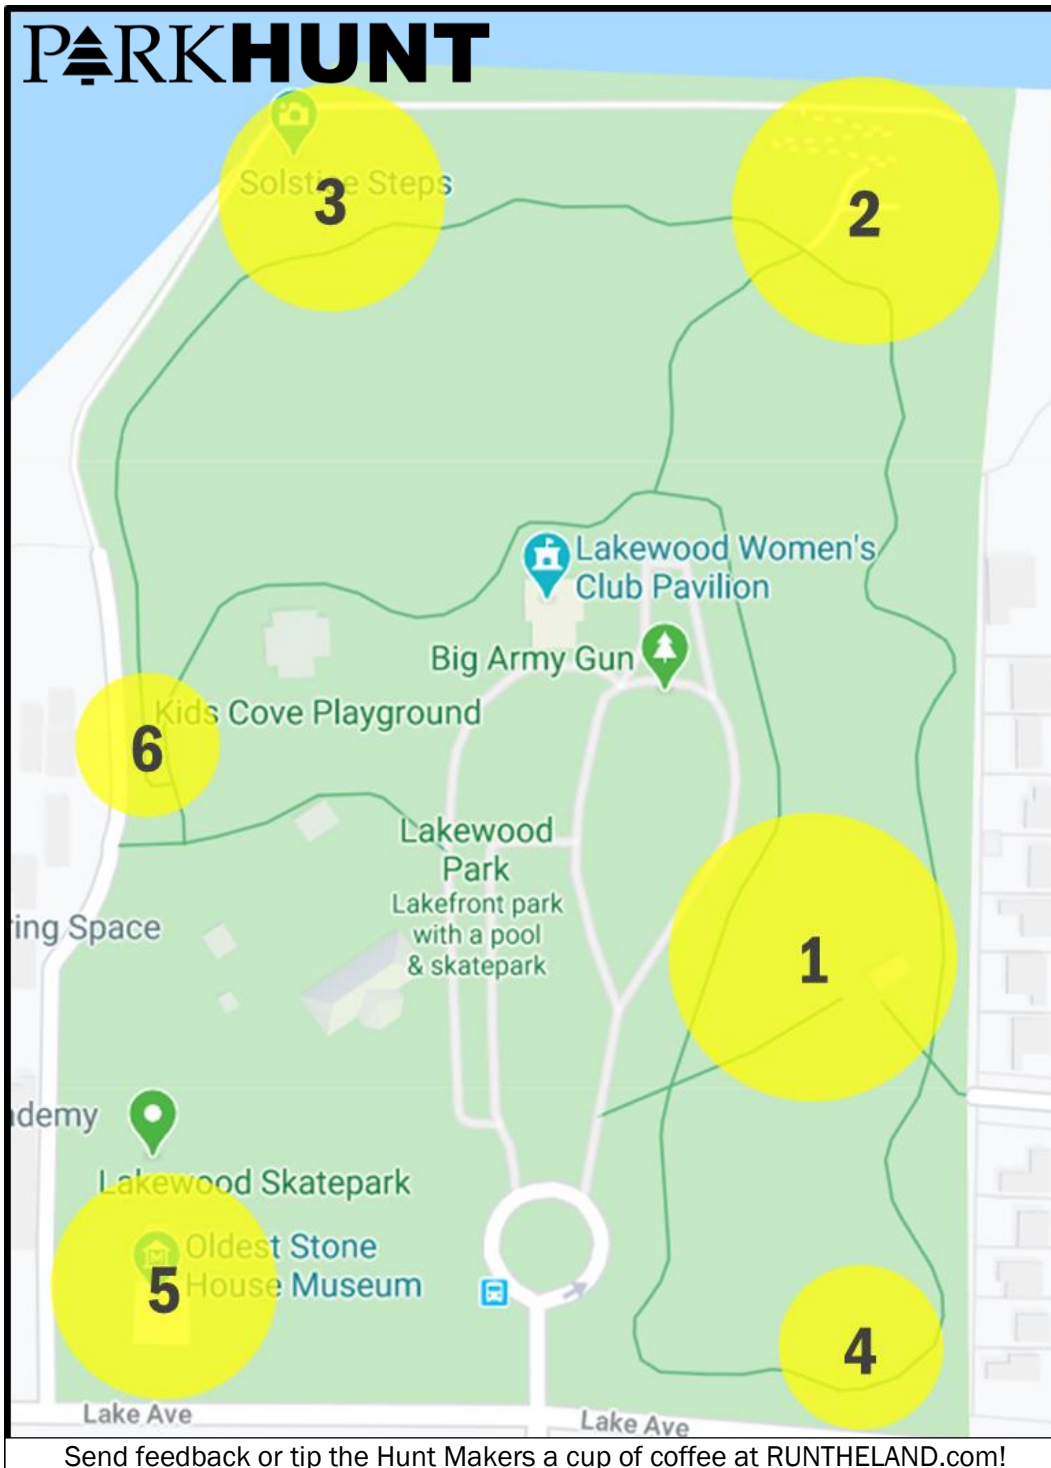 PARKHUNT
Solstice Steps
3
2
Lakewood Women's
Club Pavilion
Big Army Gun
Kids Cove Playground
6
Lakewood
Park
Lakefront park
with a pool
& skatepark
ring Space
1
demy
Lakewood Skatepark
Oldest Stone
House Museum
5
4
Lake Ave
Lake Ave
Send feedback or tip the Hunt Makers a cup of coffee at RUNTHELAND.com!